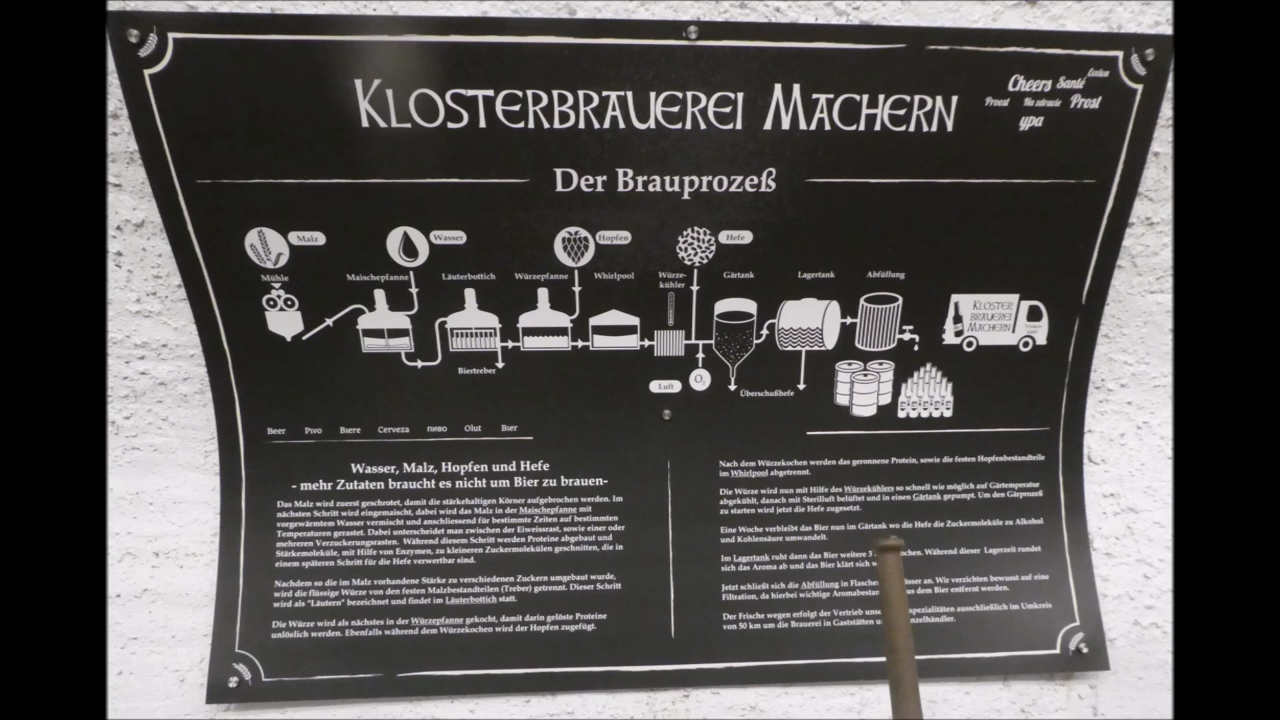 KLOSTERBRAUEREI MACHERN
Cheers Santé
Proost Na zdravie Prost
ура
Der Brauprozeß
Malz
Wasser
Hopfen
Hefe
Mühle
Maischepfanne
Läuterbottich
Würzepfanne
Whirlpool
Würze-
kühler
Gärtank
Lagertank
Abfüllung
KLOSTER
BRAUEREI
MACHERN
Biertreber
Luft
O2
Überschußhefe
Beer Pivo Biere Cerveza пиво Olut Bier
Wasser, Malz, Hopfen und Hefe
- mehr Zutaten braucht es nicht um Bier zu brauen-
Das Malz wird zuerst geschrotet, damit die stärkehaltigen Körner aufgebrochen werden. Im
nächsten Schritt wird eingemaischt, dabei wird das Malz in der Maischepfanne mit
vorgewärmtem Wasser vermischt und anschliessend für bestimmte Zeiten auf bestimmten
Temperaturen gerastet. Dabei unterscheidet man zwischen der Eiweissrast, sowie einer oder
mehreren Verzuckerungsrasten. Während diesem Schritt werden Proteine abgebaut und
Stärkemoleküle, mit Hilfe von Enzymen, zu kleineren Zuckermolekülen geschnitten, die in
einem späteren Schritt für die Hefe verwertbar sind.
Nachdem so die im Malz vorhandene Stärke zu verschiedenen Zuckern umgebaut wurde,
wird die flüssige Würze von den festen Malzbestandteilen (Treber) getrennt. Dieser Schritt
wird als "Läutern" bezeichnet und findet im Läuterbottich statt.
Die Würze wird als nächstes in der Würzepfanne gekocht, damit darin gelöste Proteine
unlöslich werden. Ebenfalls während dem Würzekochen wird der Hopfen zugefügt.
Nach dem Würzekochen werden das geronnene Protein, sowie die festen Hopfenbestandteile
im Whirlpool abgetrennt.
Die Würze wird nun mit Hilfe des Würzekühlers so schnell wie möglich auf Gärtemperatur
abgekühlt, danach mit Sterilluft belüftet und in einen Gärtank gepumpt. Um den Gärprozeß
zu starten wird jetzt die Hefe zugesetzt.
Eine Woche verbleibt das Bier nun im Gärtank wo die Hefe die Zuckermoleküle zu Alkohol
und Kohlensäure umwandelt.
Im Lagertank ruht dann das Bier weitere 3 ochen. Während dieser Lagerzeit rundet
sich das Aroma ab und das Bier klärt sich
Jetzt schließt sich die Abfüllung in Flaschen ässer an. Wir verzichten bewusst auf eine
Filtration, da hierbei wichtige Aromabestan aus dem Bier entfernt werden.
Der Frische wegen erfolgt der Vertrieb unse spezialitäten ausschließlich im Umkreis
von 50 km um die Brauerei in Gaststätten u nzelhändler.